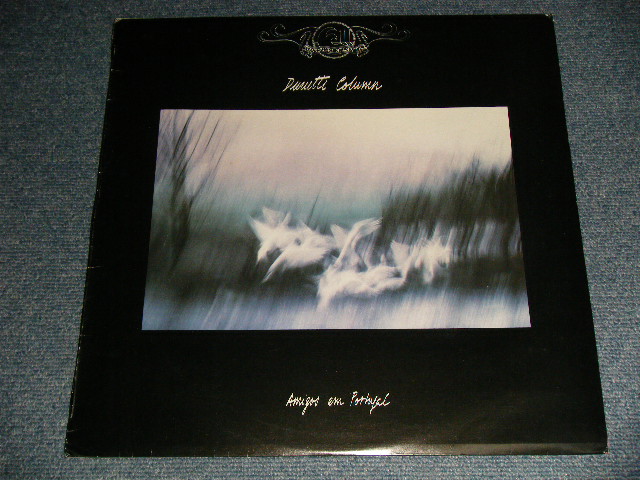 Durutti Column
Amigos em Portugal